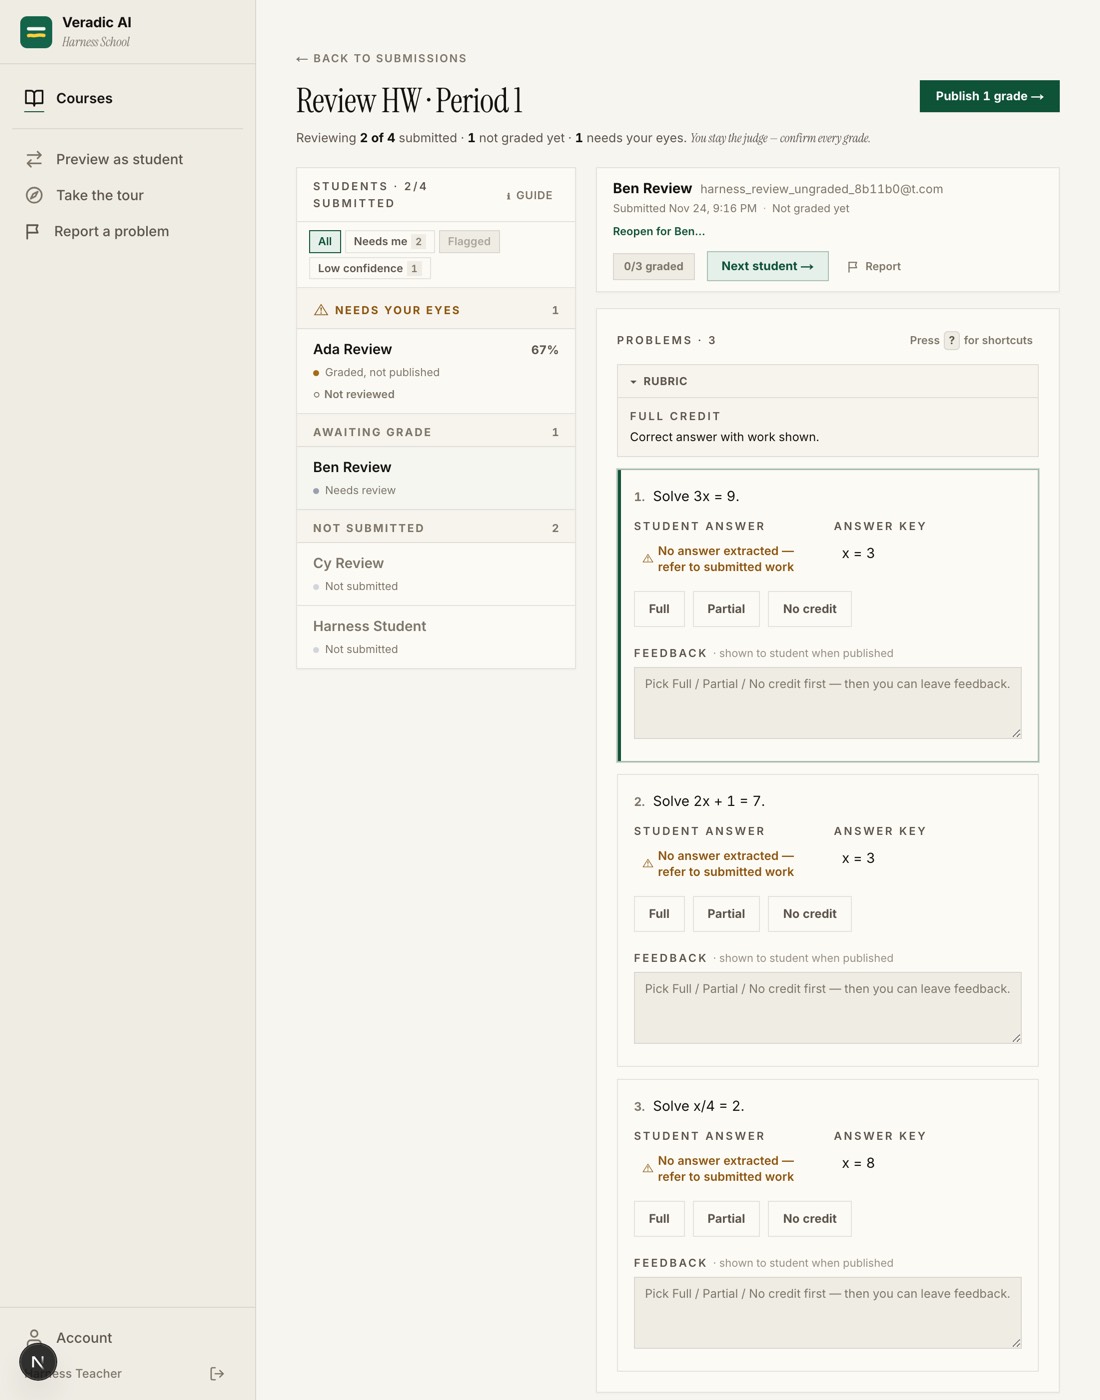 Veradic AI
Harness School
Courses
Preview as student
Take the tour
Report a problem
← BACK TO SUBMISSIONS
Review HW · Period 1
Publish 1 grade →
Reviewing 2 of 4 submitted · 1 not graded yet · 1 needs your eyes. You stay the judge — confirm every grade.
STUDENTS · 2/4
SUBMITTED
GUIDE
All
Needs me 2
Flagged
Low confidence 1
NEEDS YOUR EYES 1
Ada Review 67%
Graded, not published
Not reviewed
AWAITING GRADE 1
Ben Review
Needs review
NOT SUBMITTED 2
Cy Review
Not submitted
Harness Student
Not submitted
Ben Review harness_review_ungraded_8b11b0@t.com
Submitted Nov 24, 9:16 PM · Not graded yet
Reopen for Ben...
0/3 graded
Next student →
Report
PROBLEMS · 3
Press ? for shortcuts
RUBRIC
FULL CREDIT
Correct answer with work shown.
1. Solve 3x = 9.
STUDENT ANSWER
ANSWER KEY
No answer extracted —
refer to submitted work
x = 3
Full
Partial
No credit
FEEDBACK · shown to student when published
Pick Full / Partial / No credit first — then you can leave feedback.
2. Solve 2x + 1 = 7.
STUDENT ANSWER
ANSWER KEY
No answer extracted —
refer to submitted work
x = 3
Full
Partial
No credit
FEEDBACK · shown to student when published
Pick Full / Partial / No credit first — then you can leave feedback.
3. Solve x/4 = 2.
STUDENT ANSWER
ANSWER KEY
No answer extracted —
refer to submitted work
x = 8
Full
Partial
No credit
FEEDBACK · shown to student when published
Pick Full / Partial / No credit first — then you can leave feedback.
Account
N
Teacher